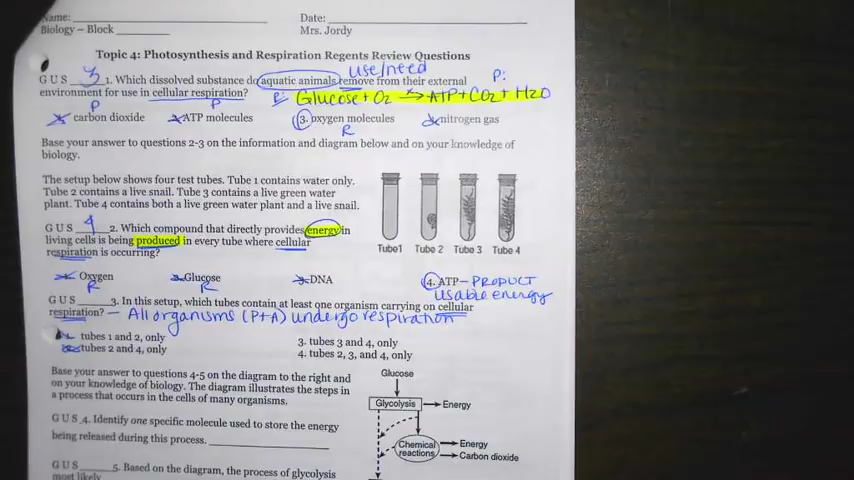 Name: Date:
Biology – Block Mrs. Jordy
Topic 4: Photosynthesis and Respiration Regents Review Questions
use/need
G U S 3 1. Which dissolved substance do aquatic animals remove from their external P:
environment for use in cellular respiration? R: Glucose + O2 → ATP + CO2 + H2O
P P
carbon dioxide ATP molecules 3. oxygen molecules nitrogen gas
R
Base your answer to questions 2-3 on the information and diagram below and on your knowledge of
biology.
The setup below shows four test tubes. Tube 1 contains water only.
Tube 2 contains a live snail. Tube 3 contains a live green water
plant. Tube 4 contains both a live green plant and a live snail.
G U S 4 2. Which compound that directly provides energy in
living cells is being produced in every tube where cellular
respiration is occurring?
Tube1 Tube 2 Tube 3 Tube 4
Oxygen Glucose DNA 4. ATP – PRODUCT
R R usable energy
G U S 3. In this setup, which tubes contain at least one organism carrying on cellular
respiration? – All organisms (P+A) undergo respiration
tubes 1 and 2, only 3. tubes 3 and 4, only
tubes 2 and 4, only 4. tubes 2, 3, and 4, only
Base your answer to questions 4-5 on the diagram to the right and
on your knowledge of biology. The diagram illustrates the steps in
a process that occurs in the cells of many organisms.
G U S 4. Identify one specific molecule used to store the energy
being released during this process.
G U S 5. Based on the diagram, the process of glycolysis
most likely
Glucose
Glycolysis Energy
Chemical Energy
reactions Carbon dioxide